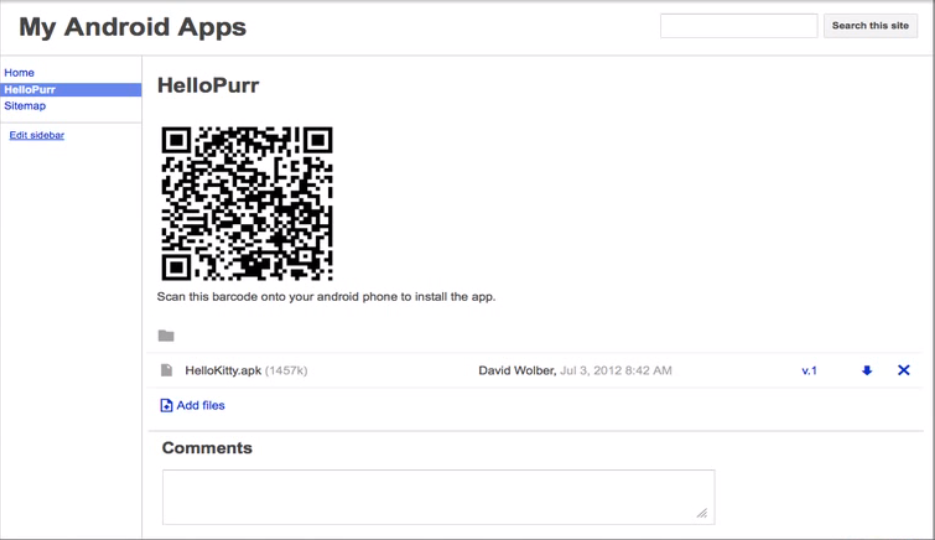 My Android Apps
Search this site
Home
HelloPurr
Sitemap
Edit sidebar
HelloPurr
Scan this barcode onto your android phone to install the app.
HelloKitty.apk (1457k) David Wolber, Jul 3, 2012 8:42 AM v.1
Add files
Comments